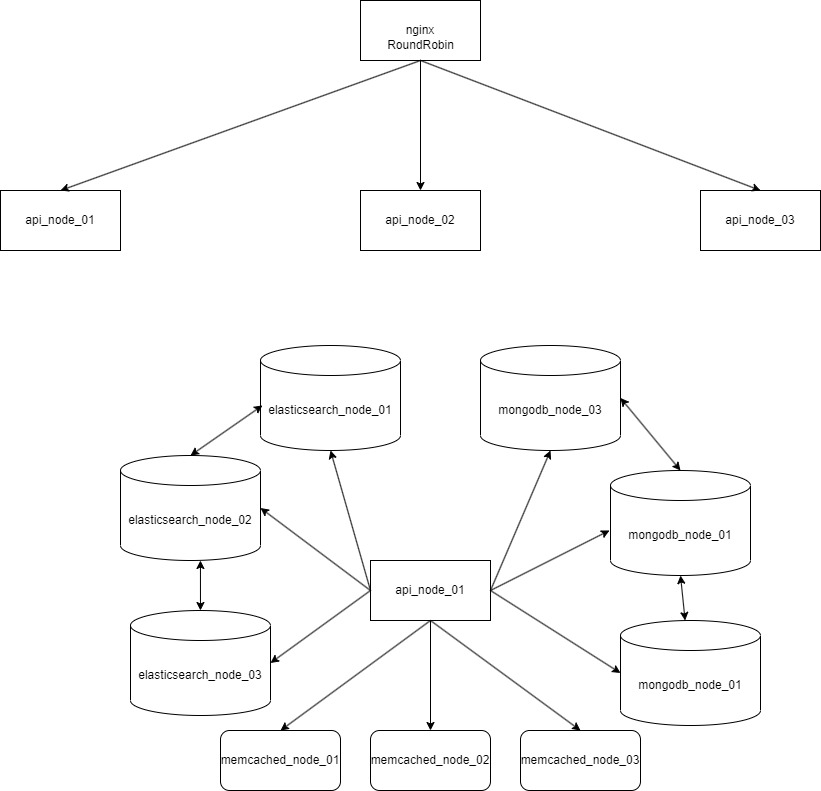 nginx
RoundRobin
api_node_01
api_node_02
api_node_03
elasticsearch_node_01
mongodb_node_03
elasticsearch_node_02
mongodb_node_01
api_node_01
elasticsearch_node_03
mongodb_node_01
memcached_node_01
memcached_node_02
memcached_node_03